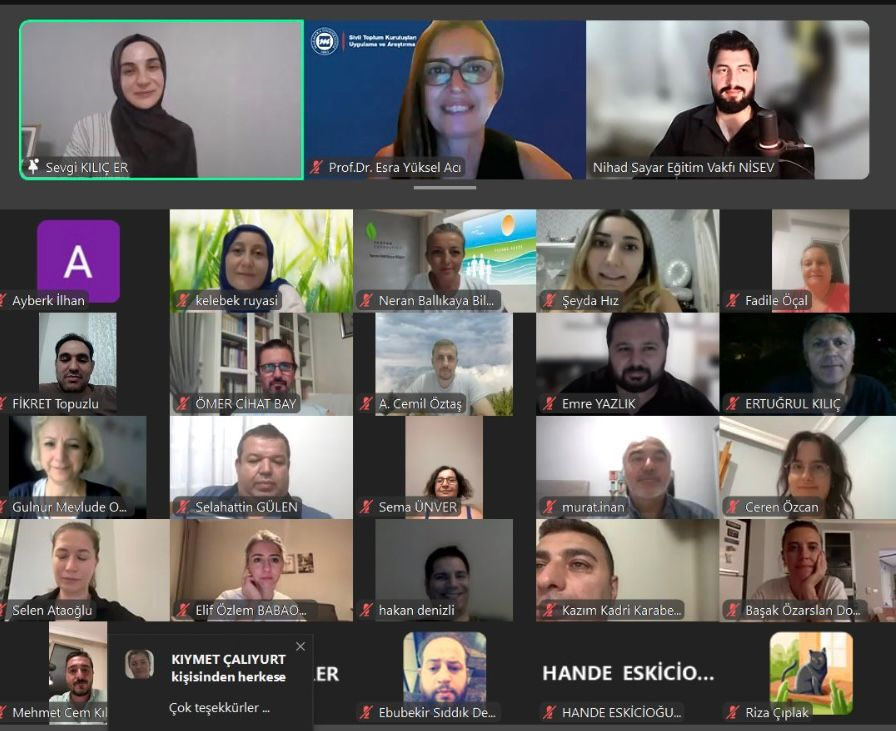 Sivil Toplum Kuruluşları
Uygulama ve Araştırma
Sevgi KILIÇ ER
Prof.Dr. Esra Yüksel Acı
Nihad Sayar Eğitim Vakfı NİSEV
A
Ayberk İlhan
kelebek ruyasi
Neran Ballıkaya Bil...
Şeyda Hız
Fadile Öçal
FİKRET Topuzlu
ÖMER CİHAT BAY
A. Cemil Öztaş
Emre YAZLIK
ERTUĞRUL KILIÇ
Gulnur Mevlude O...
Selahattin GÜLEN
Sema ÜNVER
murat.inan
Ceren Özcan
Selen Ataoğlu
Elif Özlem BABAO...
hakan denizli
Kazım Kadri Karabe...
Başak Özarslan Do...
Mehmet Cem Kıl
KIYMET ÇALIYURT
kişisinden herkese
Çok teşekkürler ...
ER
Ebubekir Sıddık De...
HANDE ESKİCİO...
HANDE ESKİCİOĞU...
Riza Çıplak